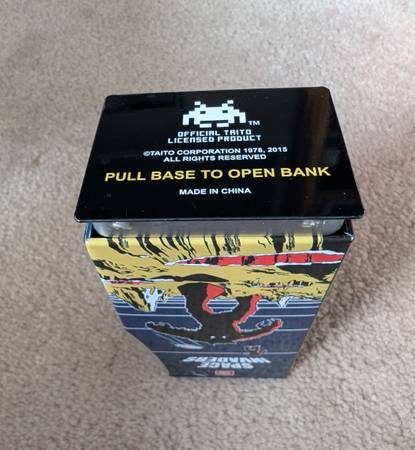 TM
OFFICIAL TAITO
LICENSED PRODUCT
©TAITO CORPORATION 1978, 2015
ALL RIGHTS RESERVED
PULL BASE TO OPEN BANK
MADE IN CHINA
SPACE
INVADERS